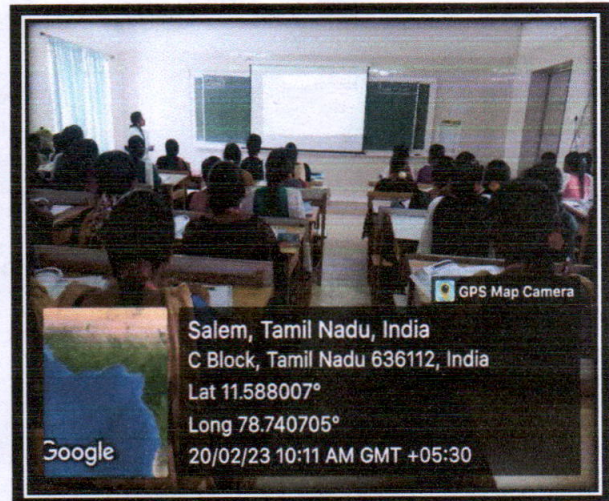 GPS Map Camera
Salem, Tamil Nadu, India
C Block, Tamil Nadu 636112, India
Lat 11.588007°
Long 78.740705°
20/02/23 10:11 AM GMT +05:30
Google